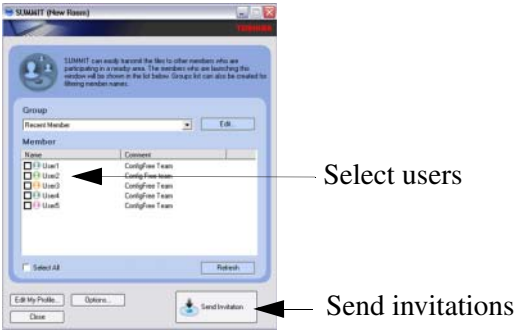 SUMMIT (New Room)
TOSHIBA
SUMMIT can easily transmit the files to other members who are
participating in a nearby area. The members who are launching this
window will be shown in the list below. Groups list can also be created for
filtering member names.
Group
Recent Member
Edit...
Member
Name Comment
User1 ConfigFree Team
User2 Config Free team
User3 ConfigFree Team
User4 ConfigFree Team
User5 ConfigFree Team
Select users
Select All
Refresh
Edit My Profile... Options... Send Invitation
Close
Send invitations